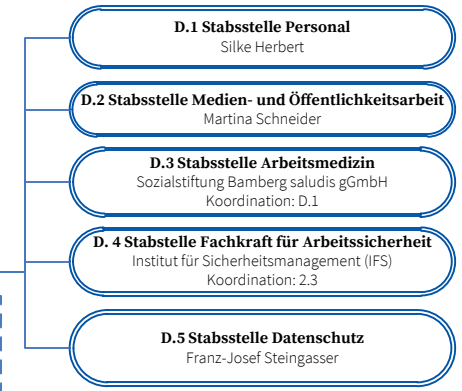 D.1 Stabsstelle Personal
Silke Herbert
D.2 Stabsstelle Medien- und Öffentlichkeitsarbeit
Martina Schneider
D.3 Stabsstelle Arbeitsmedizin
Sozialstiftung Bamberg saludis gGmbH
Koordination: D.1
D. 4 Stabstelle Fachkraft für Arbeitssicherheit
Institut für Sicherheitsmanagement (IFS)
Koordination: 2.3
D.5 Stabsstelle Datenschutz
Franz-Josef Steingasser